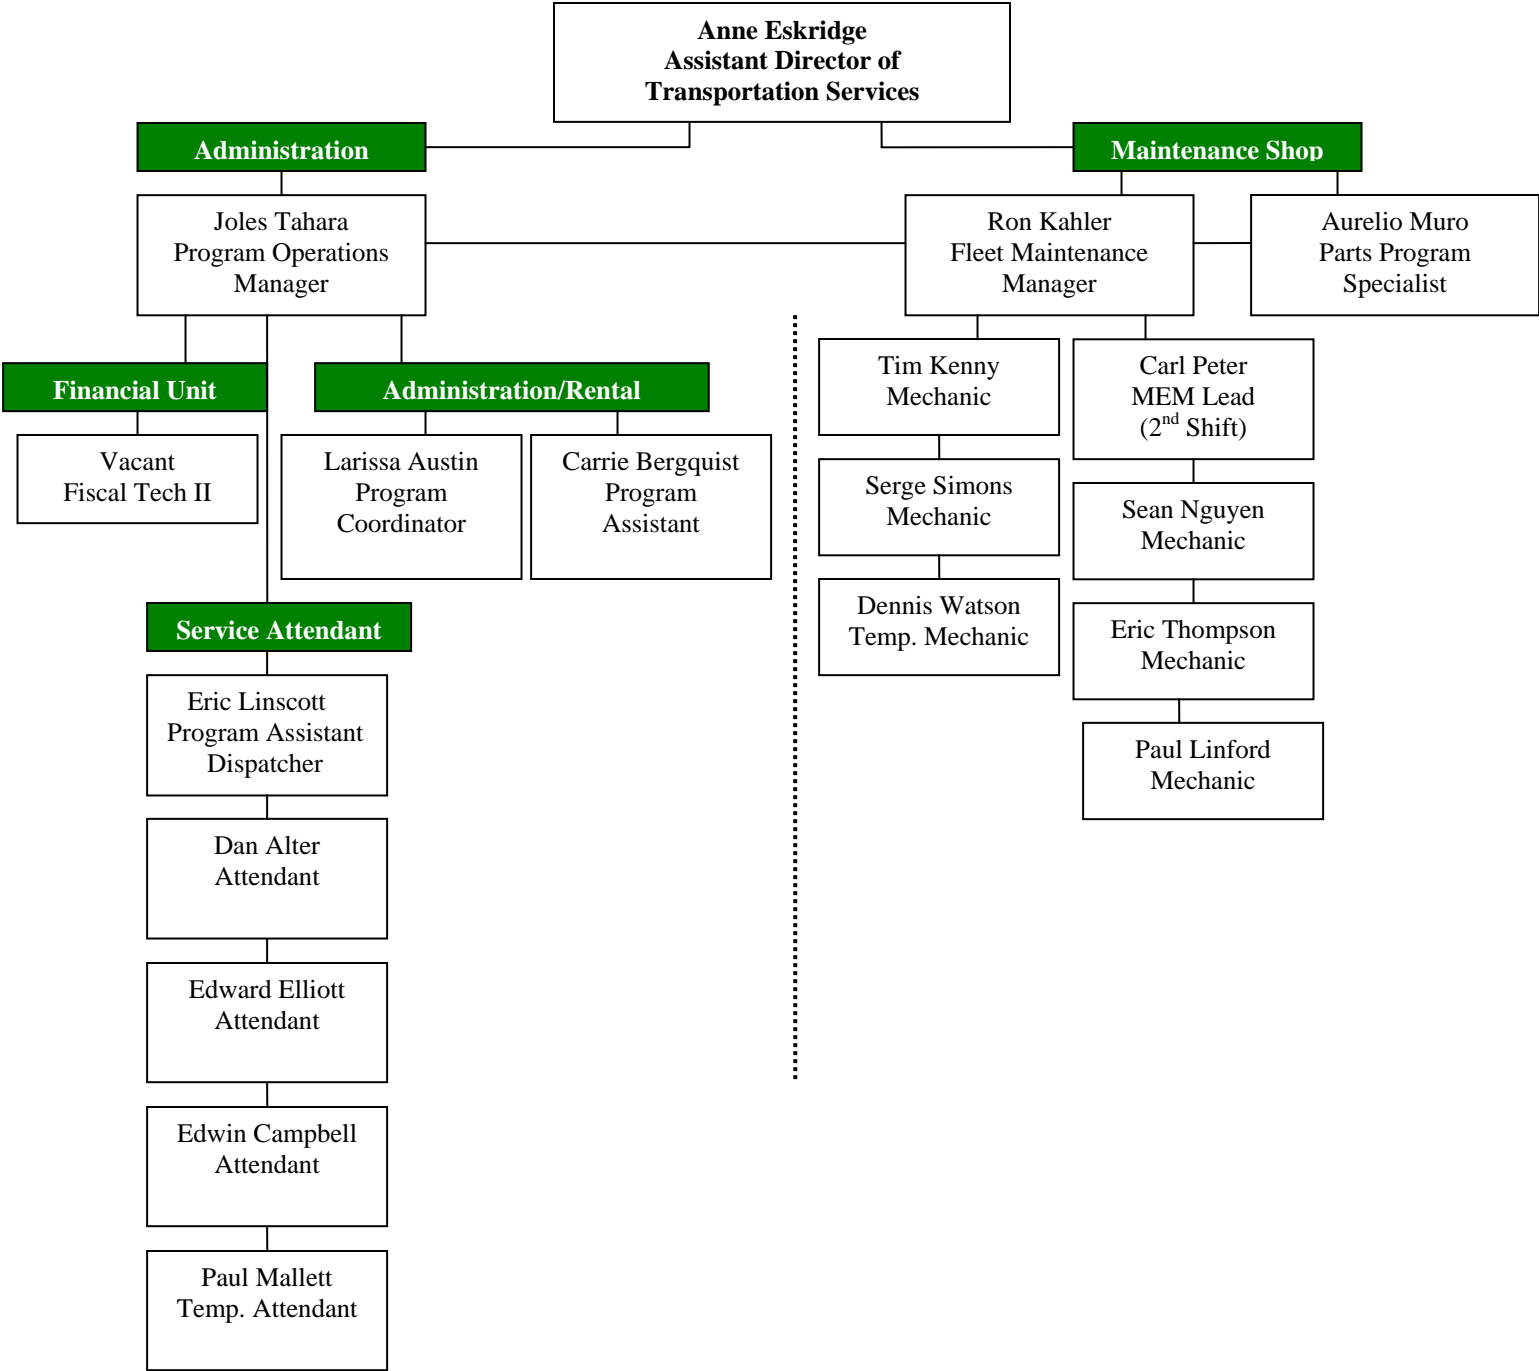 Anne Eskridge
Assistant Director of
Transportation Services
Administration
Maintenance Shop
Joles Tahara
Program Operations
Manager
Ron Kahler
Fleet Maintenance
Manager
Aurelio Muro
Parts Program
Specialist
Financial Unit
Administration/Rental
Vacant
Fiscal Tech II
Larissa Austin
Program
Coordinator
Carrie Bergquist
Program
Assistant
Service Attendant
Eric Linscott
Program Assistant
Dispatcher
Dan Alter
Attendant
Edward Elliott
Attendant
Edwin Campbell
Attendant
Paul Mallett
Temp. Attendant
Tim Kenny
Mechanic
Serge Simons
Mechanic
Dennis Watson
Temp. Mechanic
Carl Peter
MEM Lead
(2nd Shift)
Sean Nguyen
Mechanic
Eric Thompson
Mechanic
Paul Linford
Mechanic